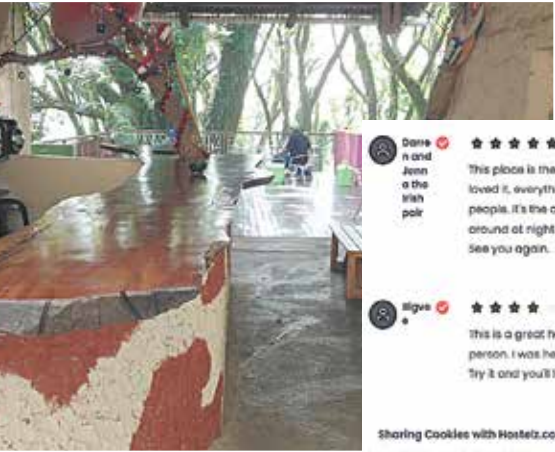 Darre
n and
Jenn
a the
Irish
pair
This place is the
loved it, everyth
people. It's the c
around at night
See you again.
Sigve
This is a great h
person. I was he
Try it and you'll l
Sharing Cookies with Hostelz.co